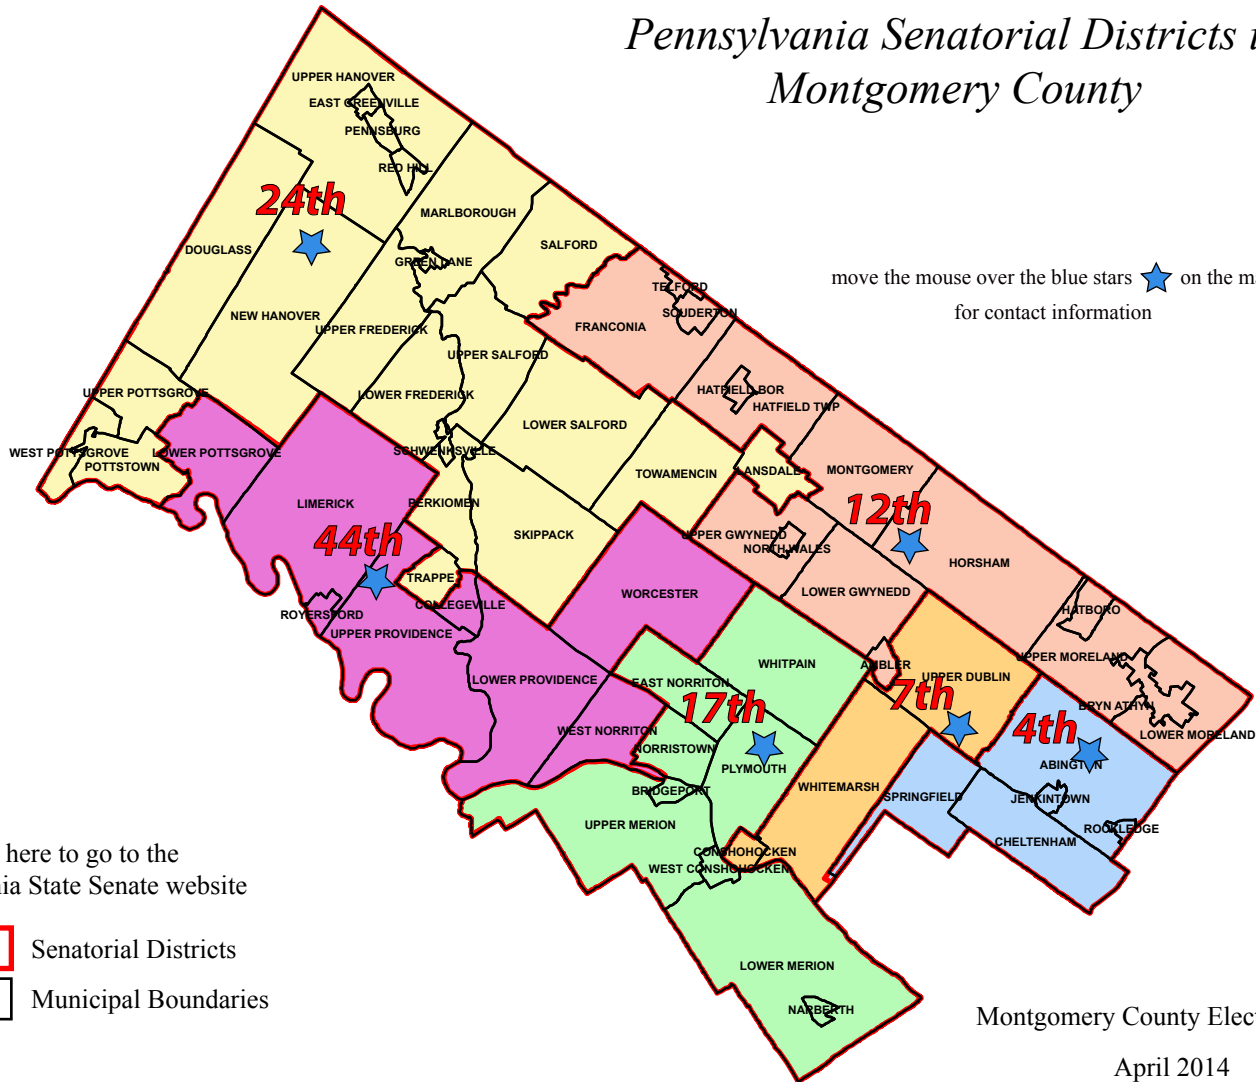 Pennsylvania Senatorial Districts i
Montgomery County
UPPER HANOVER
EAST GREENVILLE
PENNSBURG
RED HILL
24th
MARLBOROUGH
DOUGLASS
SALFORD
GREEN LANE
move the mouse over the blue stars on the ma
for contact information
TELFORD
SOUDERTON
NEW HANOVER
UPPER FREDERICK
FRANCONIA
UPPER SALFORD
UPPER POTTSGROVE
LOWER FREDERICK
HATFIELD BOR
HATFIELD TWP
LOWER SALFORD
WEST POTTSGROVE
POTTSTOWN
LOWER POTTSGROVE
SCHWENKSVILLE
TOWAMENCIN
LANSDALE
MONTGOMERY
LIMERICK
PERKIOMEN
12th
44th
SKIPPACK
UPPER GWYNEDD
NORTH WALES
HORSHAM
TRAPPE
LOWER GWYNEDD
WORCESTER
COLLEGEVILLE
HATBORO
ROYERSFORD
UPPER PROVIDENCE
WHITPAIN
AMBLER
UPPER MORELAND
UPPER DUBLIN
LOWER PROVIDENCE
EAST NORRITON
7th
17th
BRYN ATHYN
4th
WEST NORRITON
NORRISTOWN
LOWER MORELAND
PLYMOUTH
ABINGTON
BRIDGEPORT
WHITEMARSH
SPRINGFIELD
JENKINTOWN
UPPER MERION
ROCKLEDGE
CHELTENHAM
CONSHOHOCKEN
WEST CONSHOHOCKEN
here to go to the
nia State Senate website
Senatorial Districts
Municipal Boundaries
LOWER MERION
NARBERTH
Montgomery County Elect
April 2014